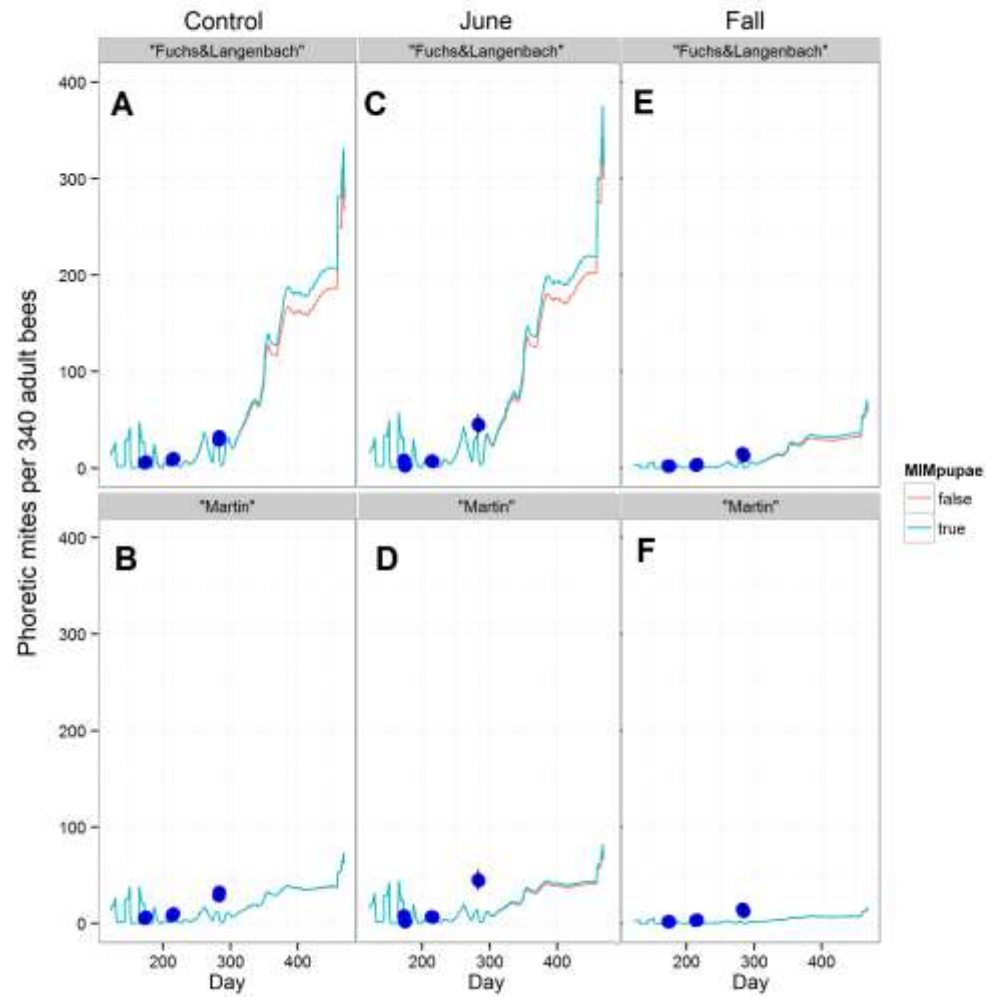 Control June Fall
"Fuchs&Langenbach" "Fuchs&Langenbach" "Fuchs&Langenbach"
A C E
400
300
200
100
0
"Martin" "Martin" "Martin"
B D F
400
300
200
100
0
200 300 400 200 300 400 200 300 400
Day Day Day
Phoretic mites per 340 adult bees
MIMpupae
false
true